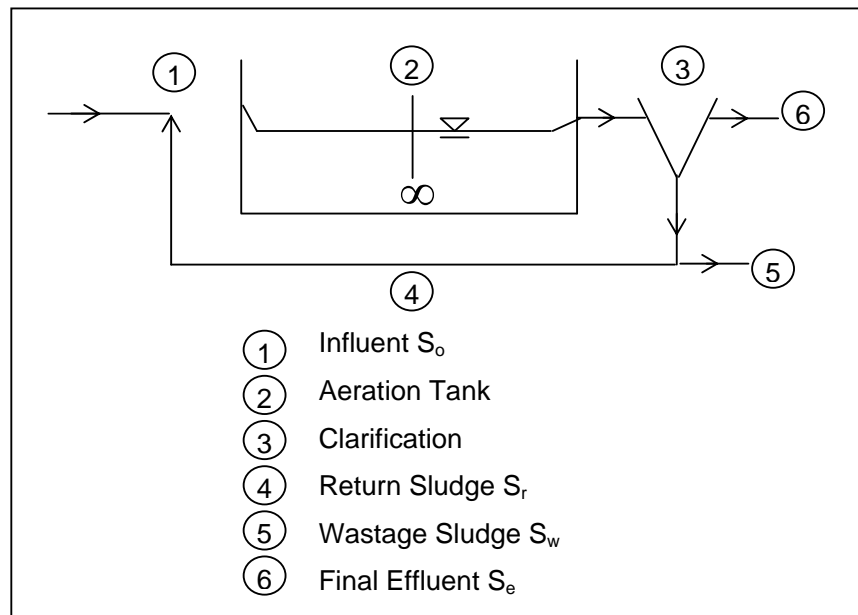 1
2
3
6
5
4
1 Influent Sₒ
2 Aeration Tank
3 Clarification
4 Return Sludge Sᵣ
5 Wastage Sludge S_w
6 Final Effluent Sₑ